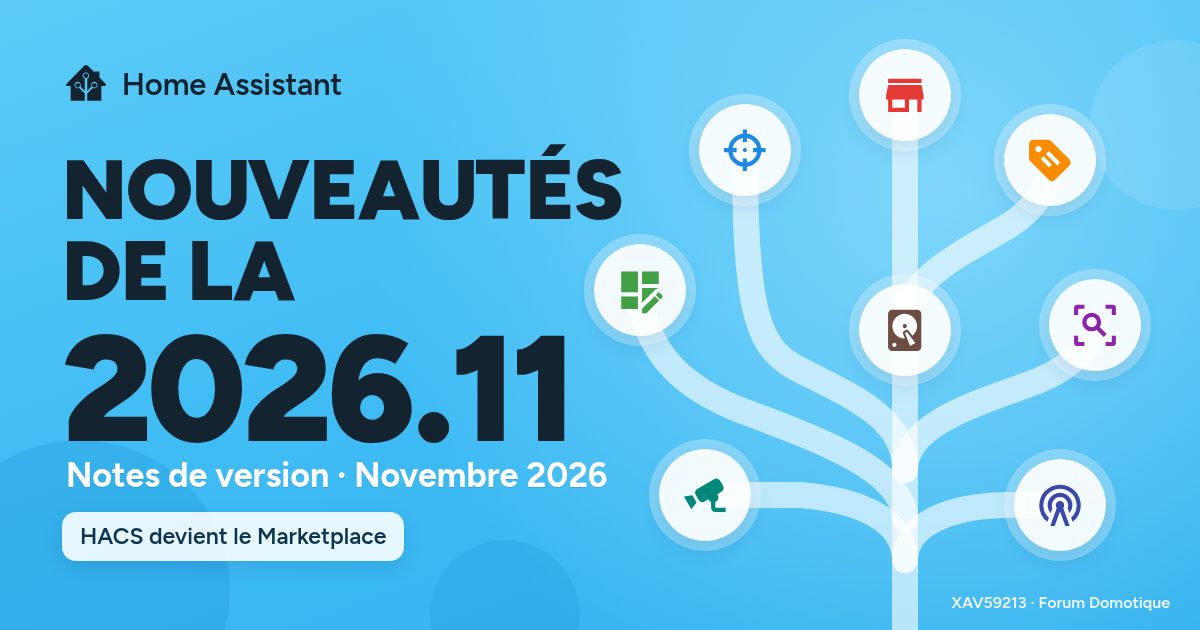 Home Assistant
NOUVEAUTÉS
DE LA
2026.11
Notes de version · Novembre 2026
HACS devient le Marketplace
XAV59213 · Forum Domotique